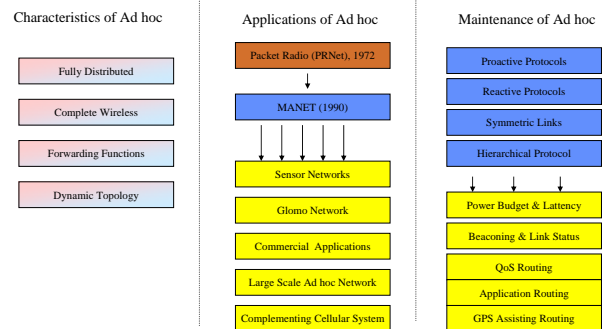 Characteristics of Ad hoc
Fully Distributed
Complete Wireless
Forwarding Functions
Dynamic Topology
Applications of Ad hoc
Packet Radio (PRNet), 1972
MANET (1990)
Sensor Networks
Glomo Network
Commercial Applications
Large Scale Ad hoc Network
Complementing Cellular System
Maintenance of Ad hoc
Proactive Protocols
Reactive Protocols
Symmetric Links
Hierarchical Protocol
Power Budget & Lattency
Beaconing & Link Status
QoS Routing
Application Routing
GPS Assisting Routing